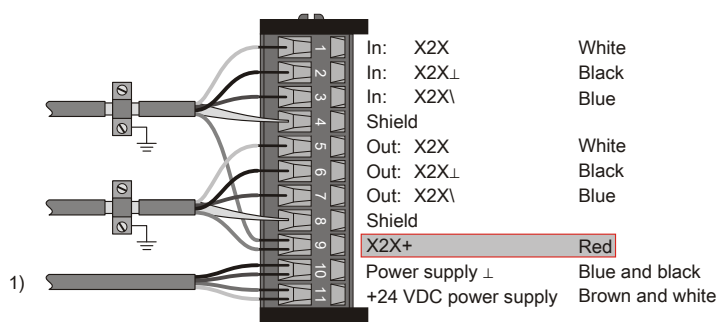 1 In: X2X White
2 In: X2X⊥ Black
3 In: X2X\ Blue
4 Shield
5 Out: X2X White
6 Out: X2X⊥ Black
7 Out: X2X\ Blue
8 Shield
9 X2X+ Red
10 Power supply ⊥ Blue and black
1) 11 +24 VDC power supply Brown and white